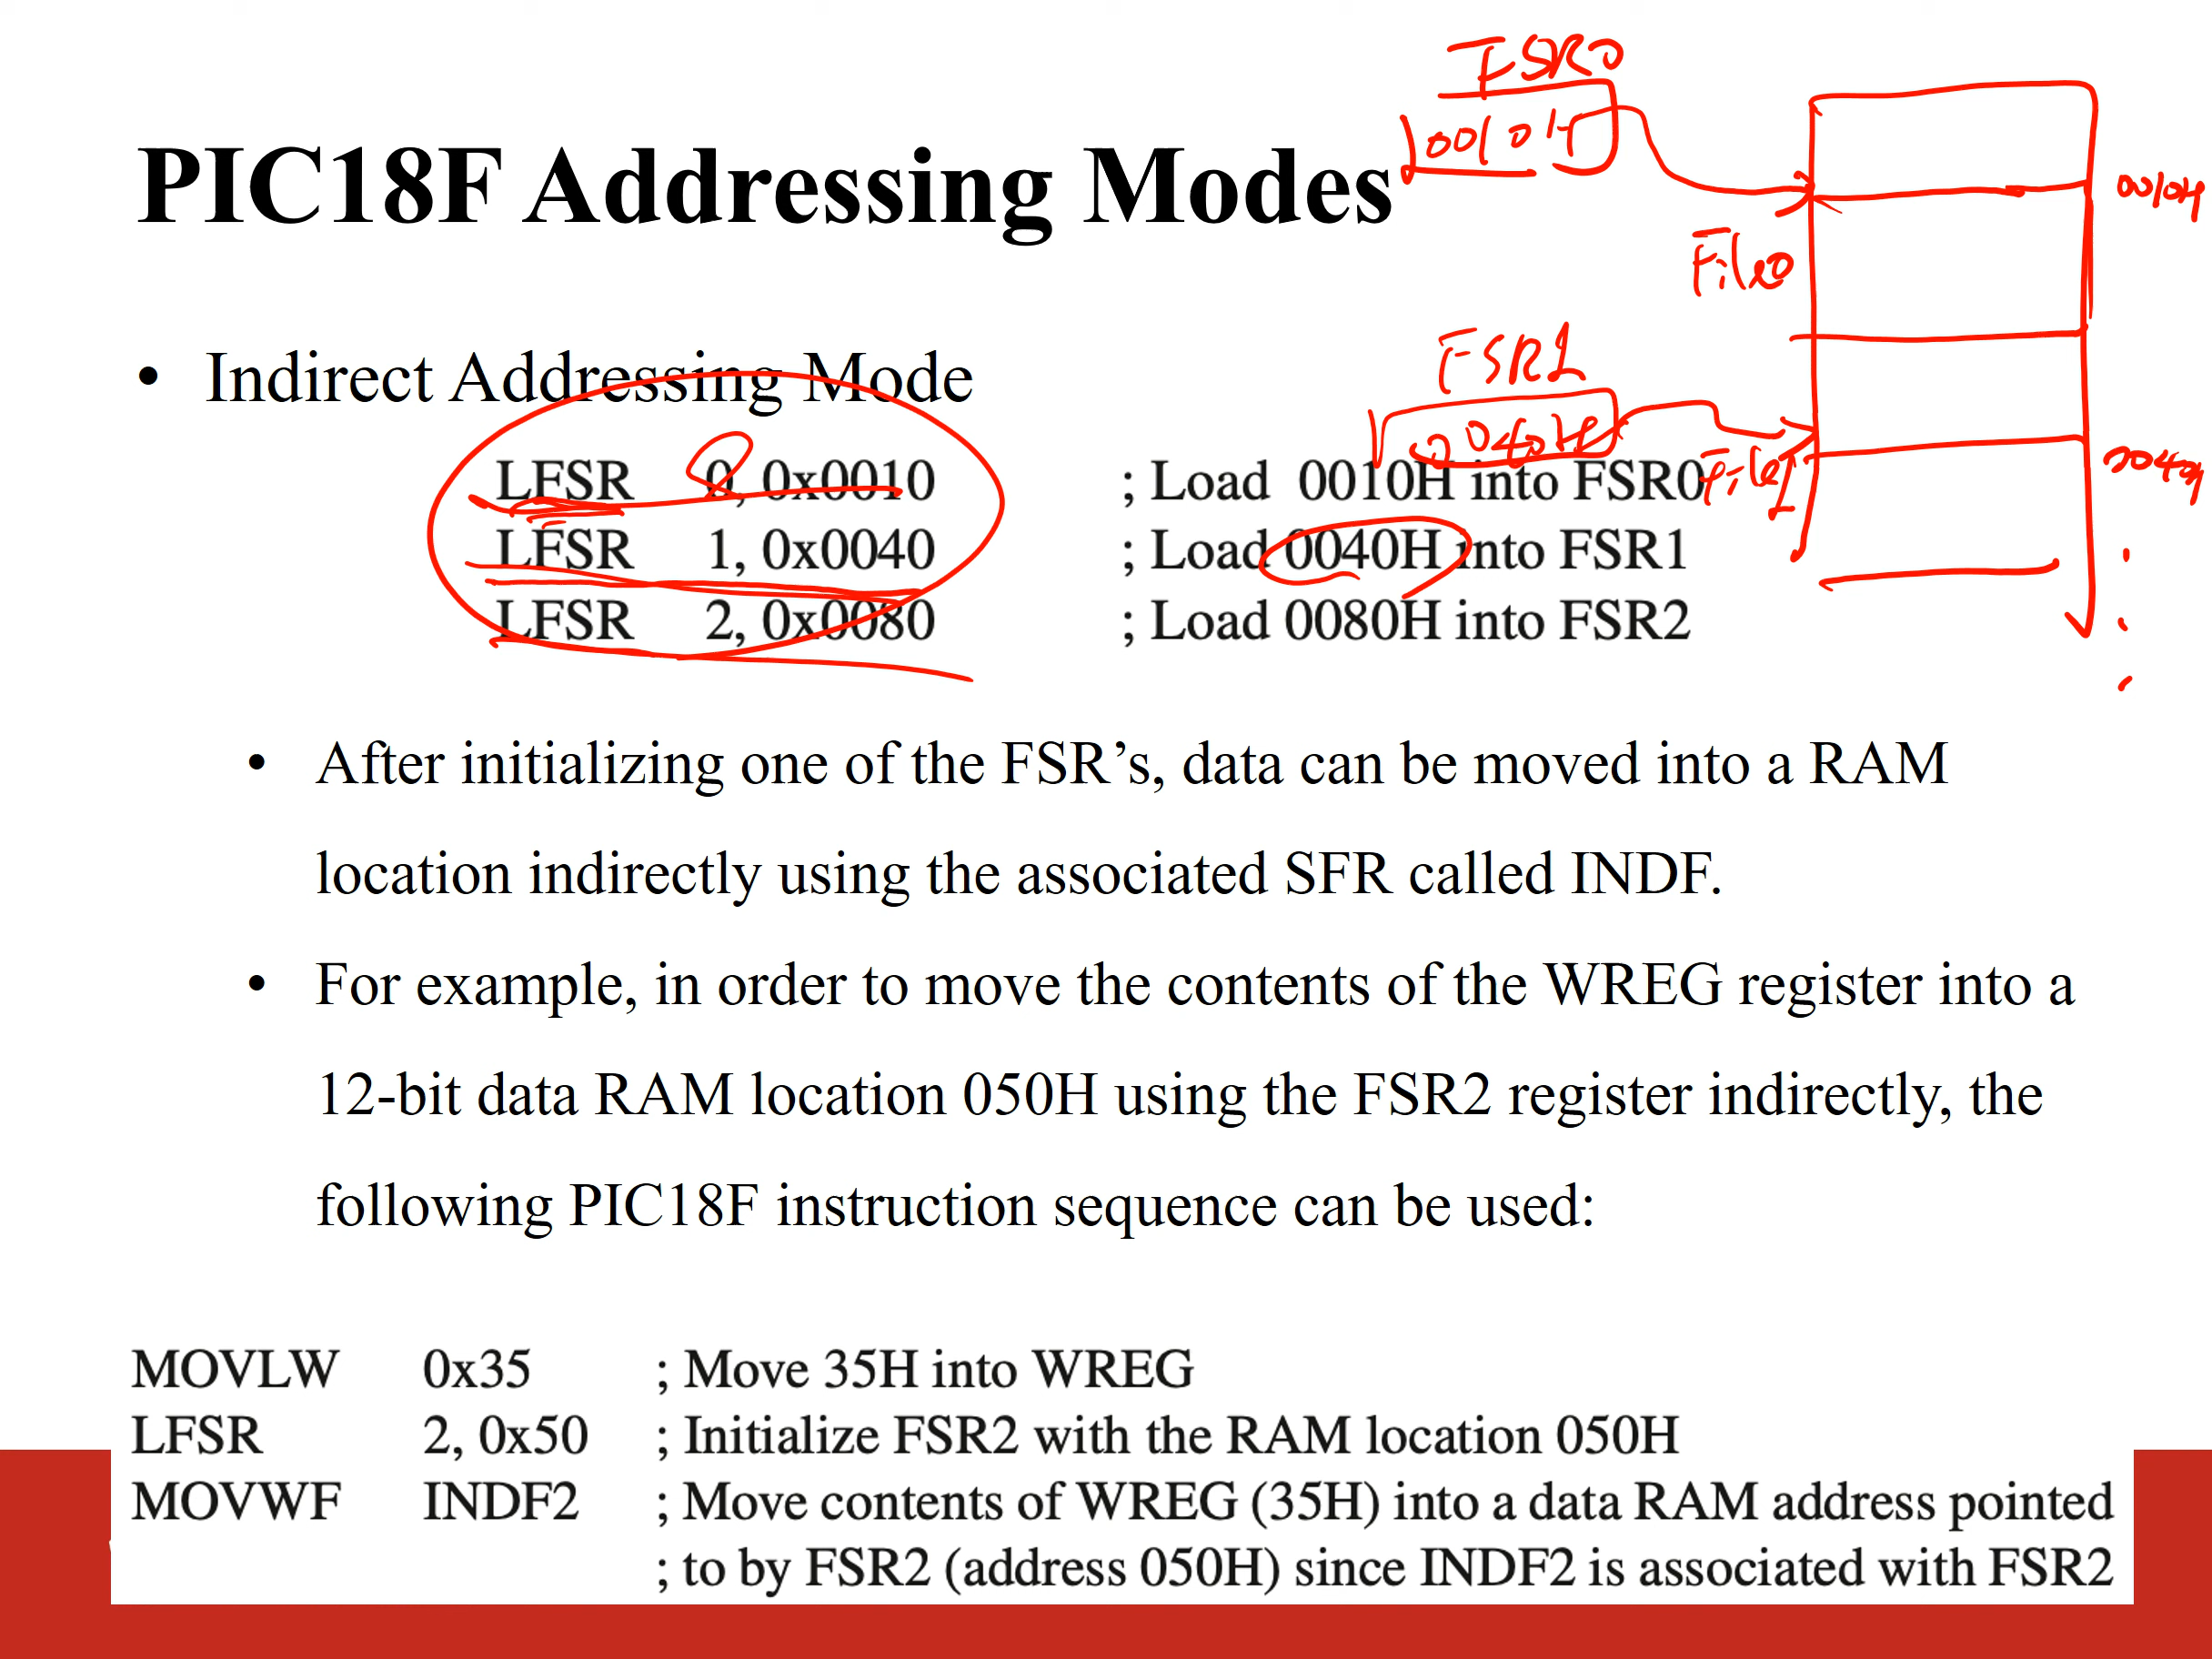 FSR0
0010H
PIC18F Addressing Modes
0010H
File0
FSR1
• Indirect Addressing Mode
0040H
LFSR 0, 0x0010 ; Load 0010H into FSR0
File1
0040H
LFSR 1, 0x0040 ; Load 0040H into FSR1
LFSR 2, 0x0080 ; Load 0080H into FSR2
• After initializing one of the FSR’s, data can be moved into a RAM
location indirectly using the associated SFR called INDF.
• For example, in order to move the contents of the WREG register into a
12-bit data RAM location 050H using the FSR2 register indirectly, the
following PIC18F instruction sequence can be used:
MOVLW 0x35 ; Move 35H into WREG
LFSR 2, 0x50 ; Initialize FSR2 with the RAM location 050H
MOVWF INDF2 ; Move contents of WREG (35H) into a data RAM address pointed
; to by FSR2 (address 050H) since INDF2 is associated with FSR2